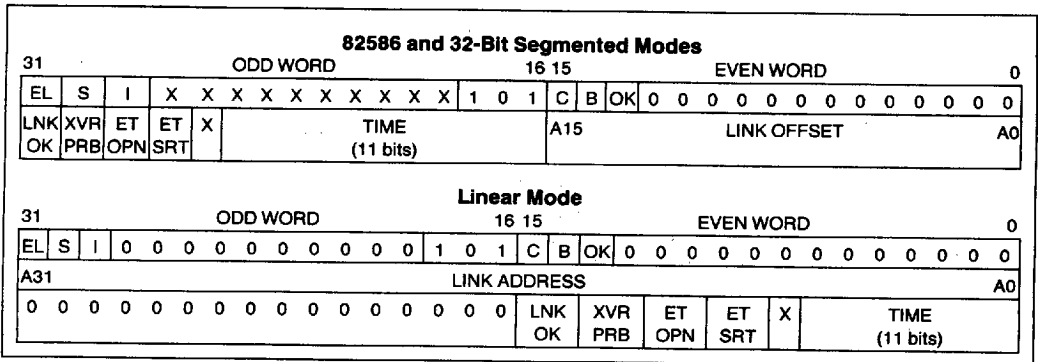 82586 and 32-Bit Segmented Modes
31 ODD WORD 16 15 EVEN WORD 0
EL S I X X X X X X X X X X 1 0 1 C B OK 0 0 0 0 0 0 0 0 0 0 0 0 0
LNK XVR ET ET X TIME A15 LINK OFFSET A0
OK PRB OPN SRT (11 bits)
Linear Mode
31 ODD WORD 16 15 EVEN WORD 0
EL S I 0 0 0 0 0 0 0 0 0 0 1 0 1 C B OK 0 0 0 0 0 0 0 0 0 0 0 0 0
A31 LINK ADDRESS A0
0 0 0 0 0 0 0 0 0 0 0 0 0 0 0 0 LNK XVR ET ET X TIME
OK PRB OPN SRT (11 bits)